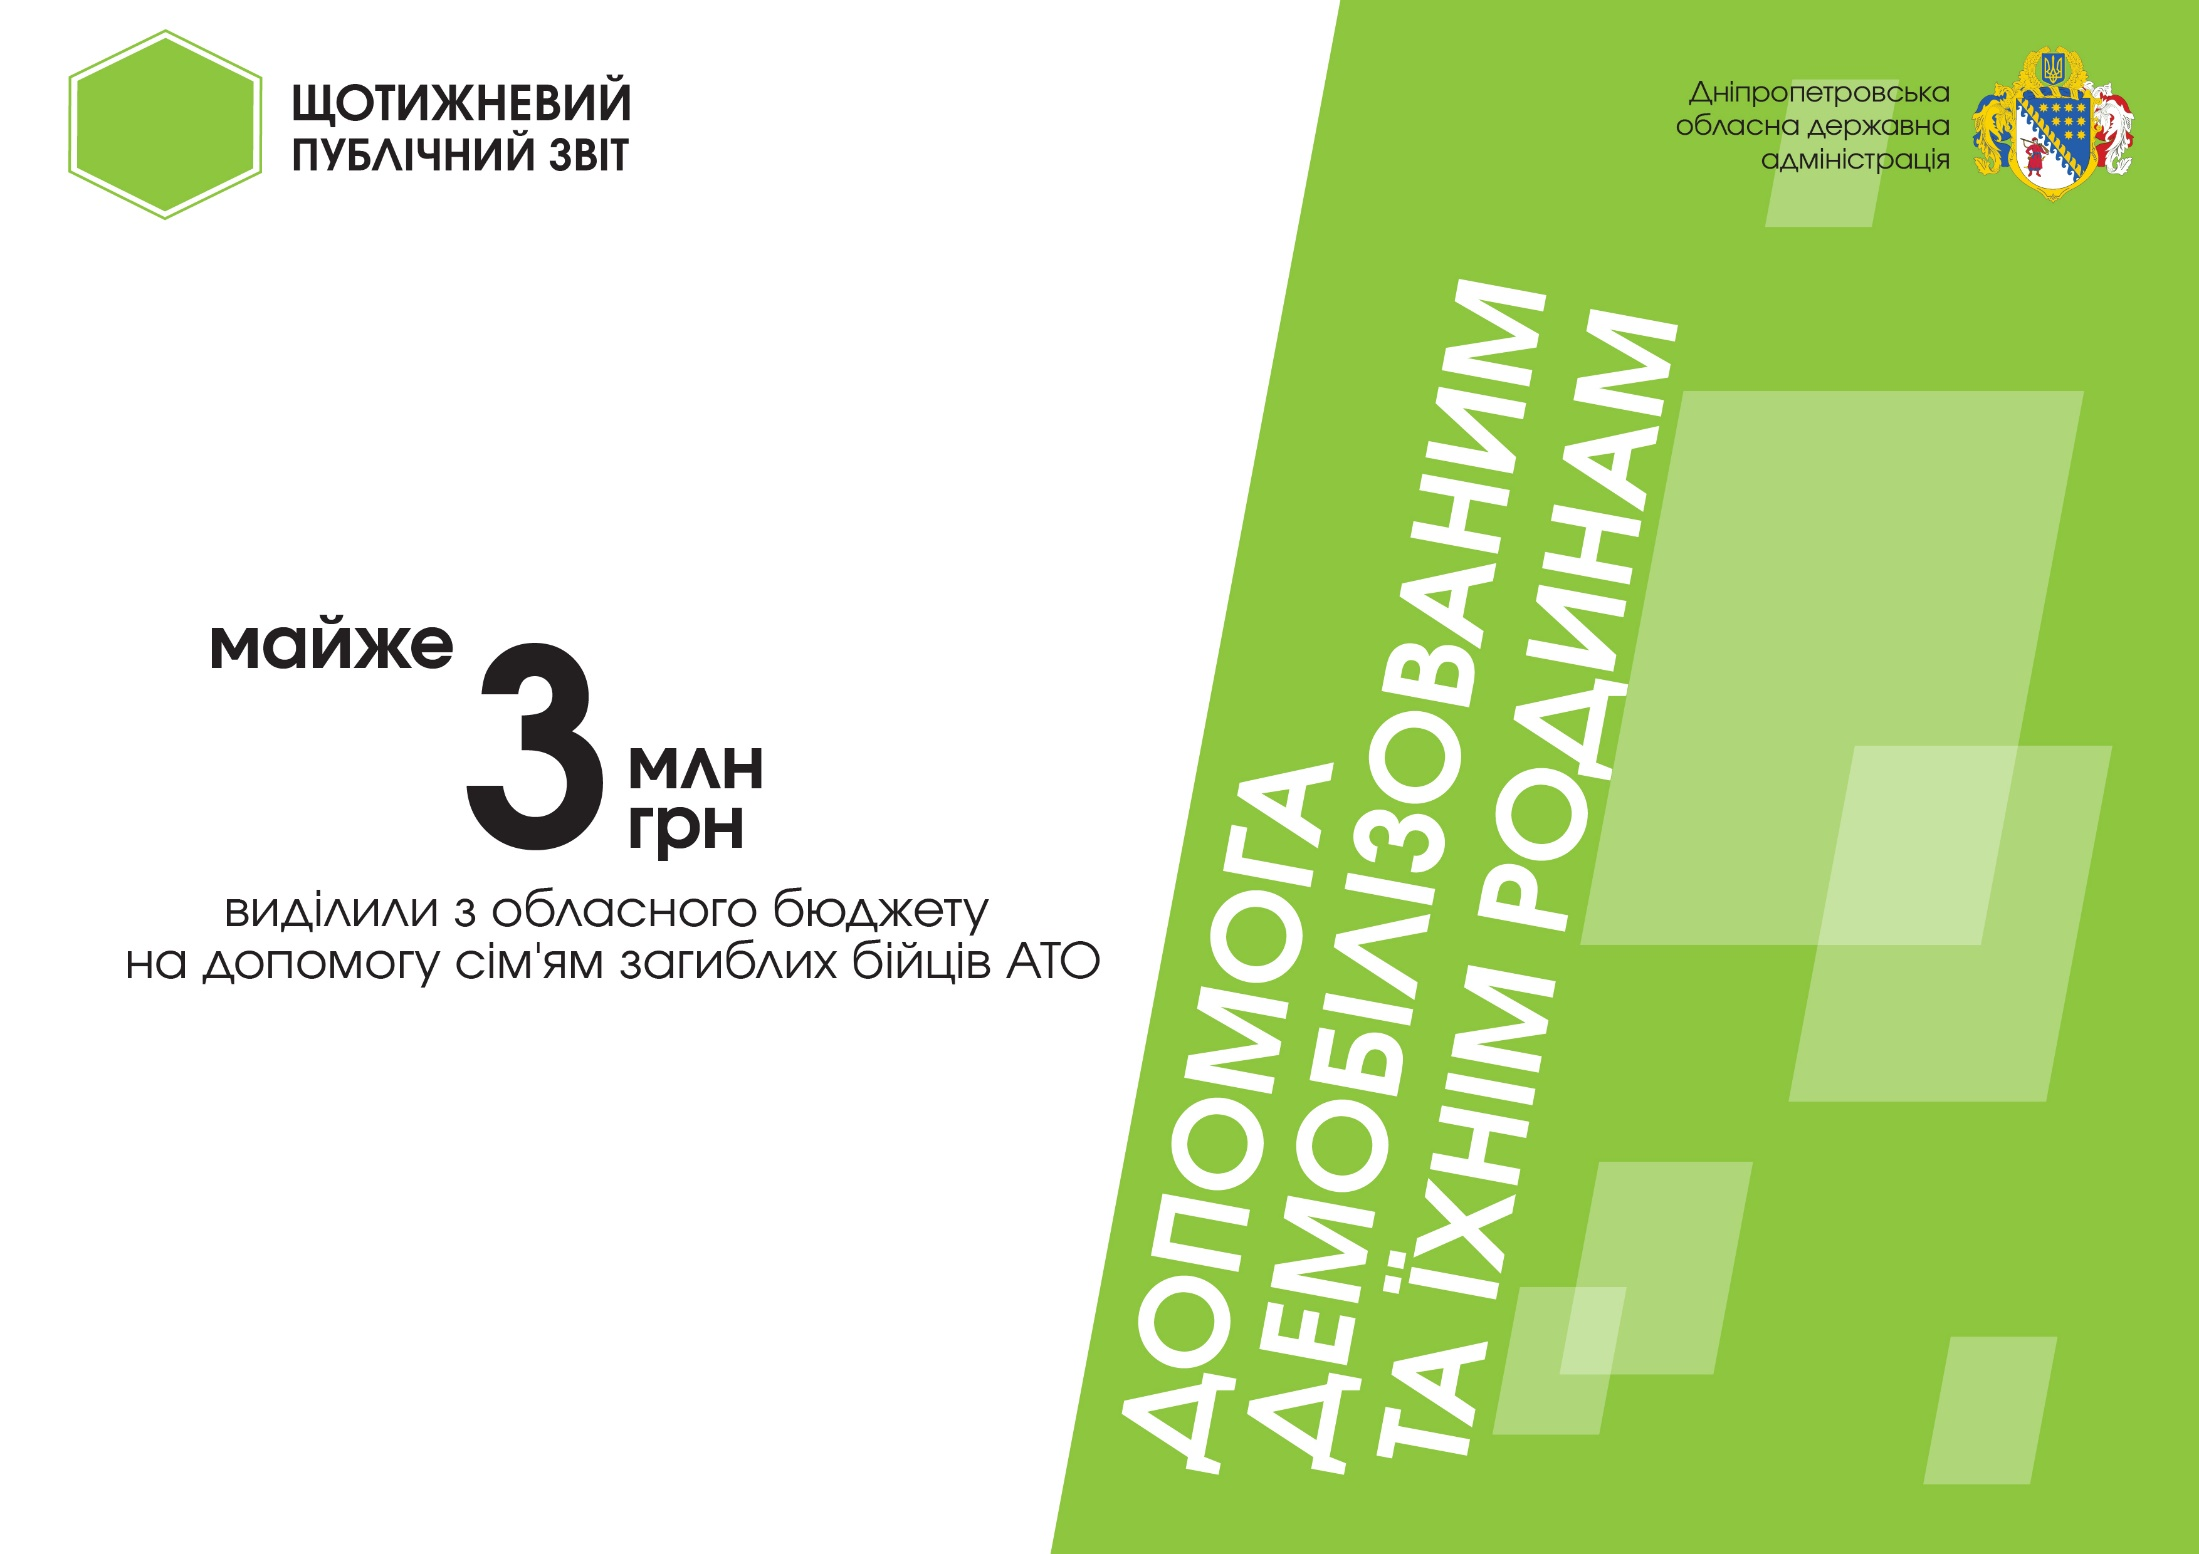 ЩОТИЖНЕВИЙ
ПУБЛІЧНИЙ ЗВІТ
Дніпропетровська
обласна державна
адміністрація
майже
3
млн
грн
виділили з обласного бюджету
на допомогу сім'ям загиблих бійців АТО
ДОПОМОГА
ДЕМОБІЛІЗОВАНИМ
ТА ЇХНІМ РОДИНАМ